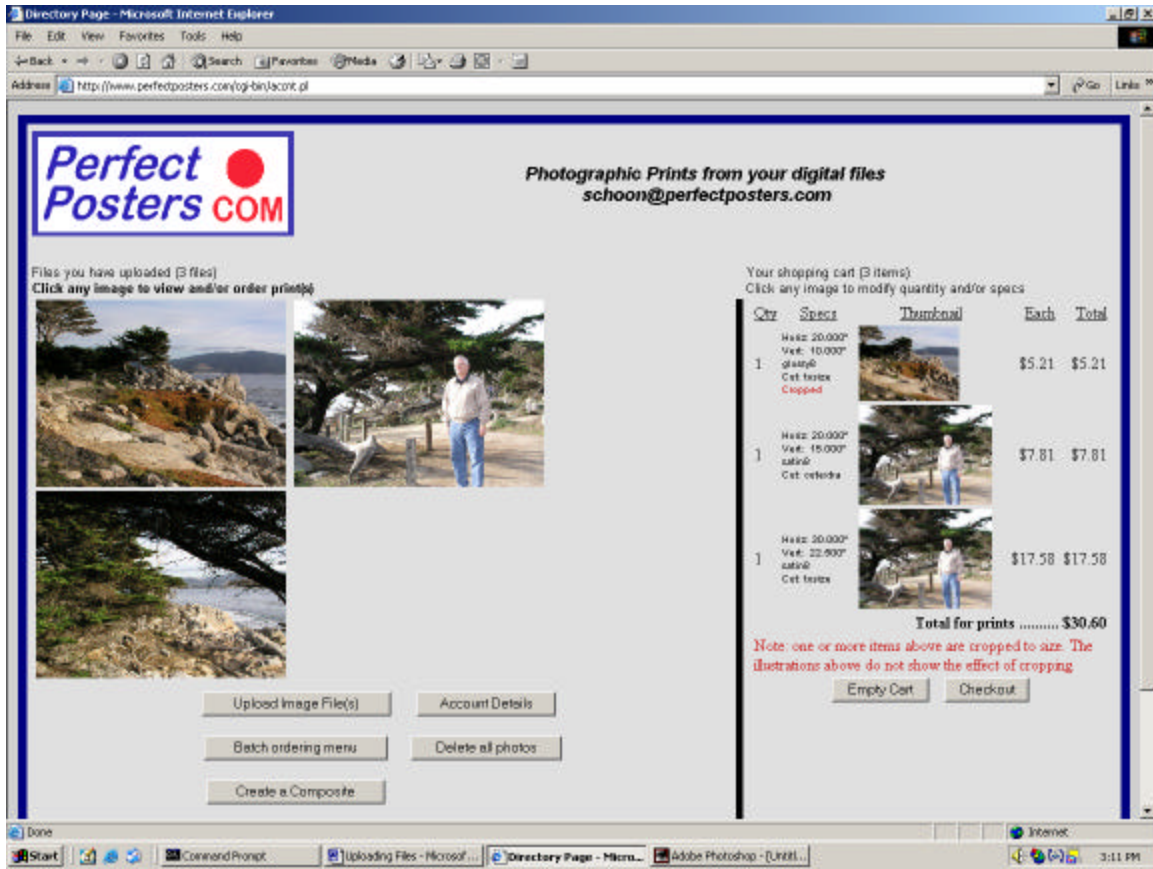 Directory Page - Microsoft Internet Explorer
File Edit View Favorites Tools Help
Back Search Favorites Media
Address http://www.perfectposters.com/cgi-bin/acont.pl Go Links
Perfect
Posters COM
Photographic Prints from your digital files
schoon@perfectposters.com
Files you have uploaded (3 files)
Click any image to view and/or order print(s)
Your shopping cart (3 items)
Click any image to modify quantity and/or specs
Qty Specs Thumbnail Each Total
Horiz: 20.000"
Vert: 10.000"
1 $5.21 $5.21
Cut: tosize
Cropped
Horiz: 20.000"
Vert: 15.000"
1 $7.81 $7.81
Cut:
Horiz: 30.000"
Vert: 22.500"
1 $17.58 $17.58
Cut: tosize
Total for prints .......... $30.60
Note: one or more items above are cropped to size. The
illustrations above do not show the effect of cropping
Empty Cart Checkout
Upload Image File(s) Account Details
Batch ordering menu Delete all photos
Create a Composite
Done Internet
Start Command Prompt Uploading Files - Microsof... Directory Page - Micro... Adobe Photoshop - [Untitl... 3:11 PM